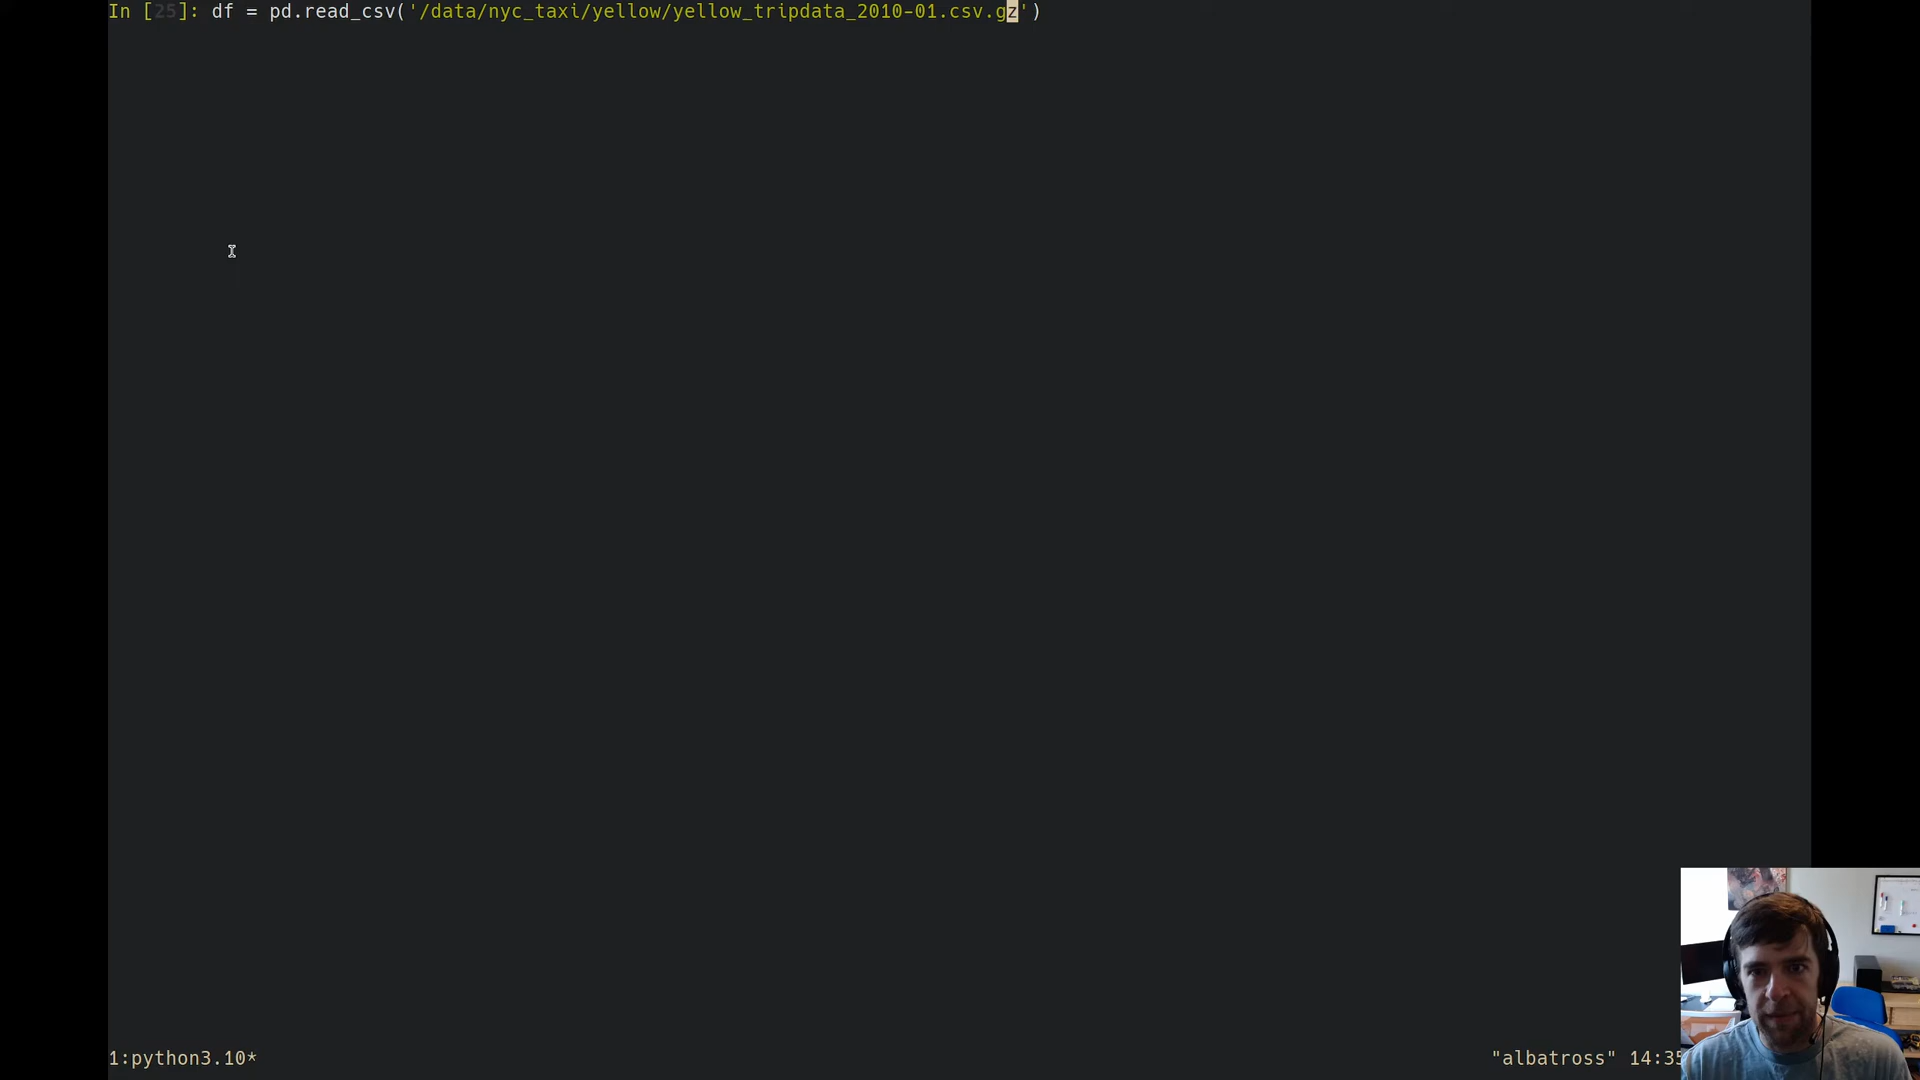 In [25]: df = pd.read_csv('/data/nyc_taxi/yellow/yellow_tripdata_2010-01.csv.gz')
1:python3.10*
"albatross" 14:35